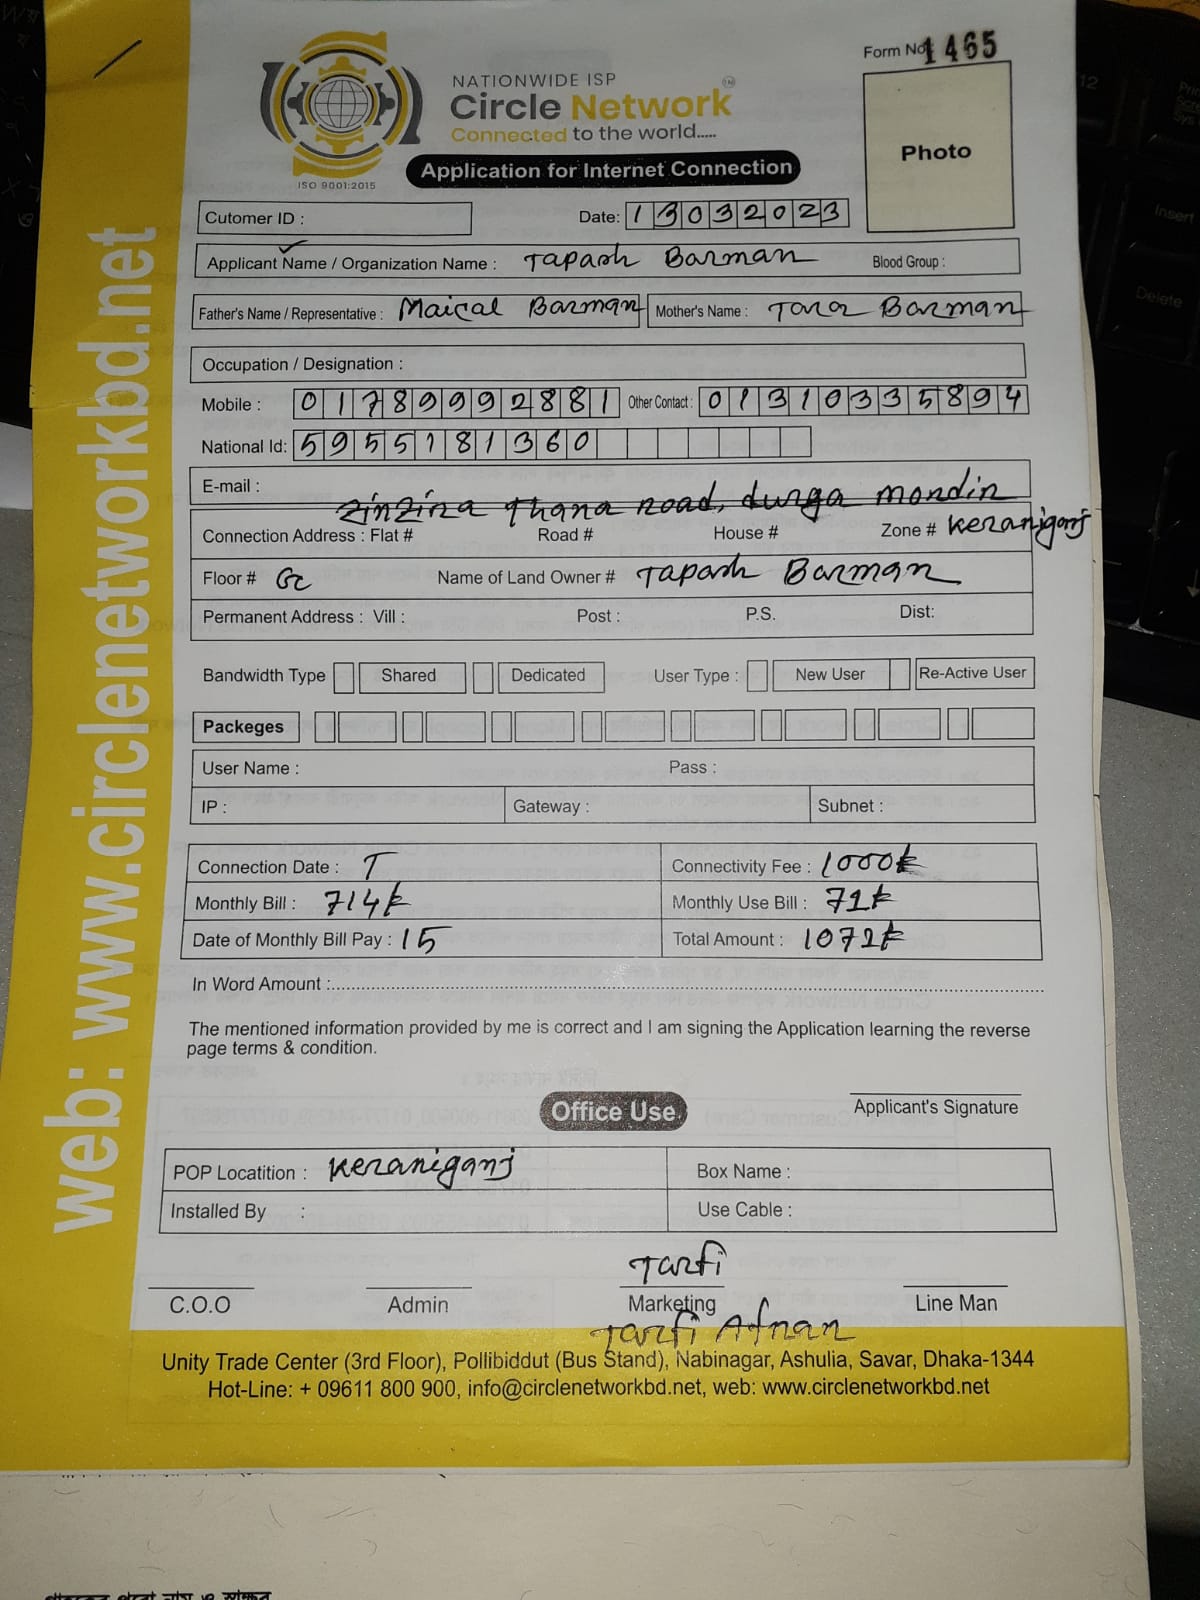 Form No 1465
NATIONWIDE ISP
Circle Network
Connected to the world.....
ISO 9001:2015
Application for Internet Connection
Photo
Cutomer ID :
Date: 13032023
Applicant Name / Organization Name : Tapash Barman Blood Group :
Father's Name / Representative : Maical Barman Mother's Name : Tara Barman
Occupation / Designation :
Mobile : 01789992881 Other Contact : 01310335894
National Id: 5955181360
E-mail :
zinzira thana road, durga mondir
Connection Address : Flat # Road # House # Zone # Keraniganj
Floor # Name of Land Owner # Tapash Barman
Permanent Address : Vill : Post : P.S. Dist:
Bandwidth Type Shared Dedicated User Type : New User Re-Active User
Packeges
User Name : Pass :
IP : Gateway : Subnet :
Connection Date : T Connectivity Fee : 1000tk
Monthly Bill : 714tk Monthly Use Bill : 71tk
Date of Monthly Bill Pay : 15 Total Amount : 1071tk
In Word Amount :
The mentioned information provided by me is correct and I am signing the Application learning the reverse
page terms & condition.
Applicant's Signature
Office Use
POP Locatition : Keraniganj Box Name :
Installed By : Use Cable :
Tarfi
C.O.O Admin Marketing Line Man
Tarfi Adnan
Unity Trade Center (3rd Floor), Pollibiddut (Bus Stand), Nabinagar, Ashulia, Savar, Dhaka-1344
Hot-Line: + 09611 800 900, info@circlenetworkbd.net, web: www.circlenetworkbd.net
web: www.circlenetworkbd.net